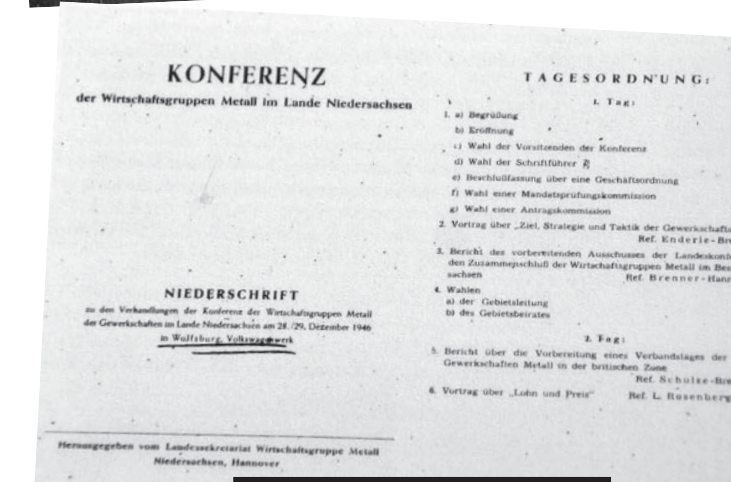 KONFERENZ
der Wirtschaftsgruppen Metall im Lande Niedersachsen
NIEDERSCHRIFT
zu den Verhandlungen der Konferenz der Wirtschaftsgruppen Metall
der Gewerkschaften im Lande Niedersachsen am 28./29. Dezember 1946
in Wolfsburg, Volkswagenwerk
Herausgegeben vom Landessekretariat Wirtschaftsgruppe Metall
Niedersachsen, Hannover
TAGESORDNUNG:
1. Tag:
1. a) Begrüßung
b) Eröffnung
c) Wahl der Vorsitzenden der Konferenz
d) Wahl der Schriftführer
e) Beschlußfassung über eine Geschäftsordnung
f) Wahl einer Mandatsprüfungskommission
g) Wahl einer Antragskommission
2. Vortrag über „Ziel, Strategie und Taktik der Gewerkschafts
Ref. Enderle-Bre
3. Bericht des vorbereitenden Ausschusses der Landeskonf
den Zusammenschluß der Wirtschaftsgruppen Metall im Bez
sachsen Ref. Brenner-Hann
4. Wahlen
a) der Gebietsleitung
b) des Gebietsbeirates
2. Tag:
5. Bericht über die Vorbereitung eines Verbandstages der
Gewerkschaften Metall in der britischen Zone
Ref. Schulze-Bre
6. Vortrag über „Lohn und Preis" Ref. L. Rosenberg